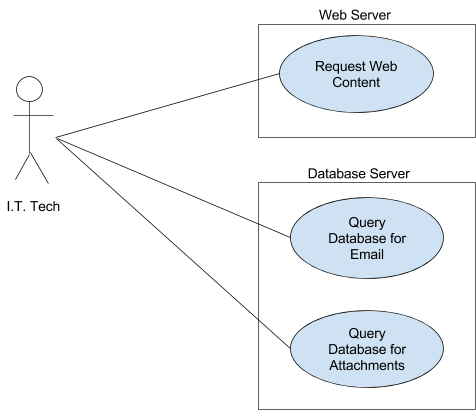 Web Server
Request Web
Content
I.T. Tech
Database Server
Query
Database for
Email
Query
Database for
Attachments